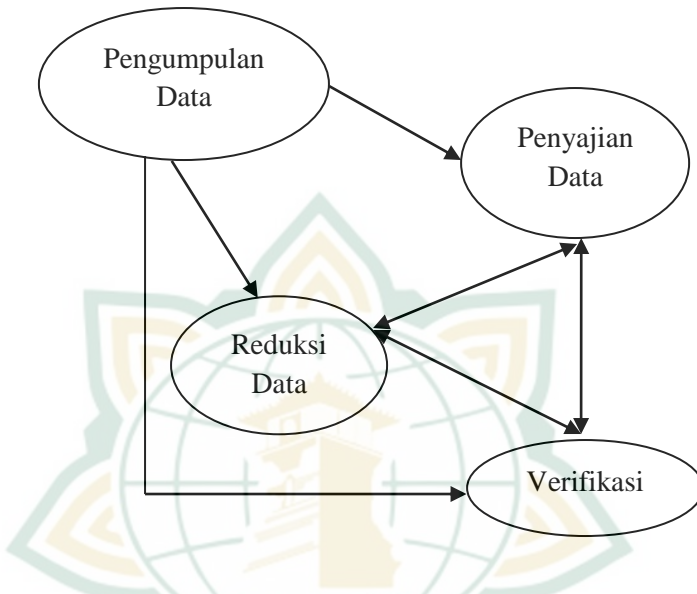 Pengumpulan
Data
Penyajian
Data
Reduksi
Data
Verifikasi